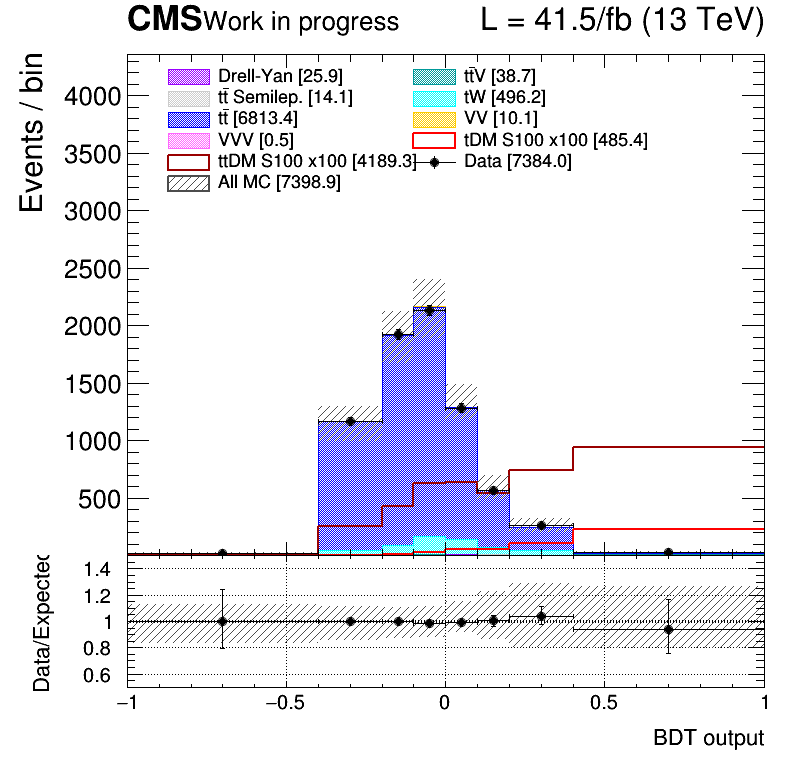 CMS Work in progress L = 41.5/fb (13 TeV)
Events / bin
4000
3500
3000
2500
2000
1500
1000
500
Drell-Yan [25.9] tt̄V [38.7]
tt̄ Semilep. [14.1] tW [496.2]
tt̄ [6813.4] VV [10.1]
VVV [0.5] tDM S100 x100 [485.4]
ttDM S100 x100 [4189.3] Data [7384.0]
All MC [7398.9]
Data/Expected
1.4
1.2
1
0.8
0.6
−1 −0.5 0 0.5 1
BDT output